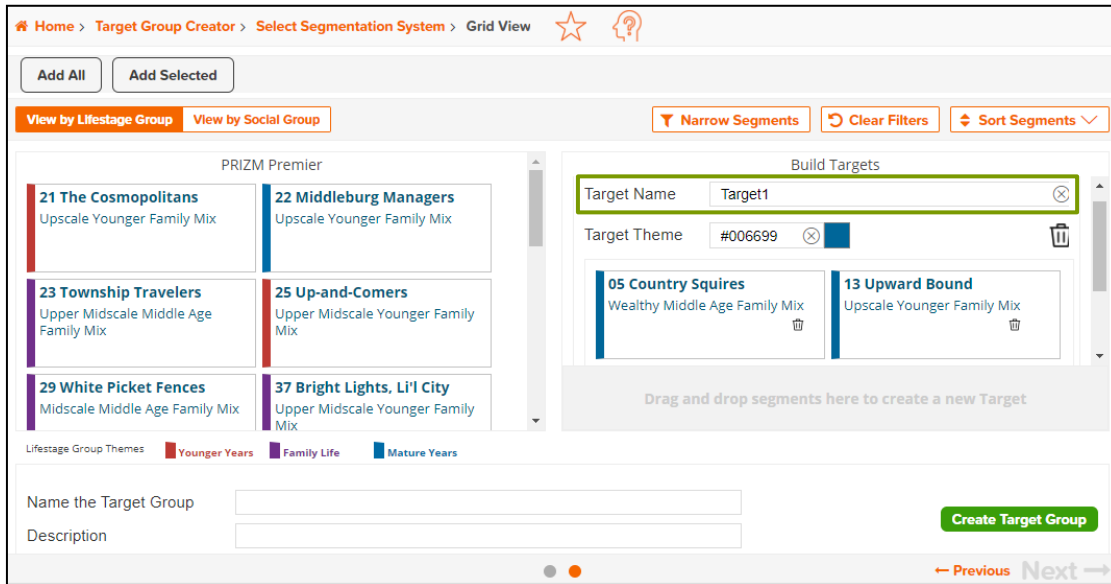 Home > Target Group Creator > Select Segmentation System > Grid View
Add All
Add Selected
View by Lifestage Group
View by Social Group
Narrow Segments
Clear Filters
Sort Segments
PRIZM Premier
21 The Cosmopolitans
Upscale Younger Family Mix
22 Middleburg Managers
Upscale Younger Family Mix
23 Township Travelers
Upper Midscale Middle Age
Family Mix
25 Up-and-Comers
Upper Midscale Younger Family
Mix
29 White Picket Fences
Midscale Middle Age Family Mix
37 Bright Lights, Li'l City
Upper Midscale Younger Family
Mix
Build Targets
Target Name
Target1
Target Theme
#006699
05 Country Squires
Wealthy Middle Age Family Mix
13 Upward Bound
Upscale Younger Family Mix
Drag and drop segments here to create a new Target
Lifestage Group Themes
Younger Years
Family Life
Mature Years
Name the Target Group
Description
Create Target Group
Previous
Next